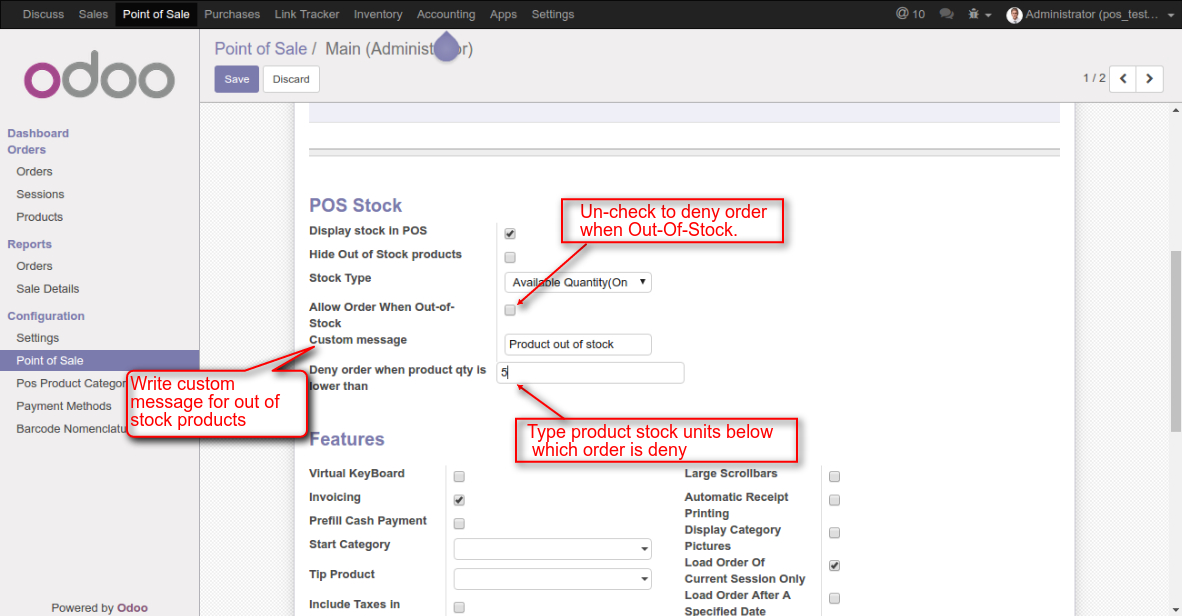 Discuss Sales Point of Sale Purchases Link Tracker Inventory Accounting Apps Settings @ 10 Administrator (pos_test...
odoo
Point of Sale / Main (Administ or)
Save Discard
1 / 2
Dashboard
Orders
Orders
Sessions
Products
Reports
Orders
Sale Details
Configuration
Settings
Point of Sale
Pos Product Categor
Payment Methods
Barcode Nomenclatu
Powered by Odoo
POS Stock
Display stock in POS
Hide Out of Stock products
Stock Type
Available Quantity(On
Allow Order When Out-of-
Stock
Custom message
Product out of stock
Deny order when product qty is
lower than
5
Un-check to deny order
when Out-Of-Stock.
Write custom
message for out of
stock products
Type product stock units below
which order is deny
Features
Virtual KeyBoard
Invoicing
Prefill Cash Payment
Start Category
Tip Product
Include Taxes in
Large Scrollbars
Automatic Receipt
Printing
Display Category
Pictures
Load Order Of
Current Session Only
Load Order After A
Specified Date